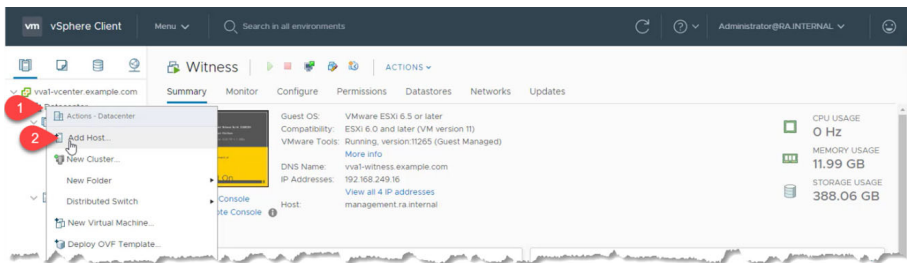 vm vSphere Client Menu Search in all environments Administrator@RA.INTERNAL
Witness ACTIONS
vva1-vcenter.example.com Summary Monitor Configure Permissions Datastores Networks Updates
1 Datacenter
Actions - Datacenter
2 Add Host...
New Cluster...
New Folder
Distributed Switch
New Virtual Machine...
Deploy OVF Template...
On
Console
ote Console
Guest OS: VMware ESXi 6.5 or later
Compatibility: ESXi 6.0 and later (VM version 11)
VMware Tools: Running, version:11265 (Guest Managed)
More info
DNS Name: vva1-witness.example.com
IP Addresses: 192.168.249.16
View all 4 IP addresses
Host: management.ra.internal
CPU USAGE
0 Hz
MEMORY USAGE
11.99 GB
STORAGE USAGE
388.06 GB